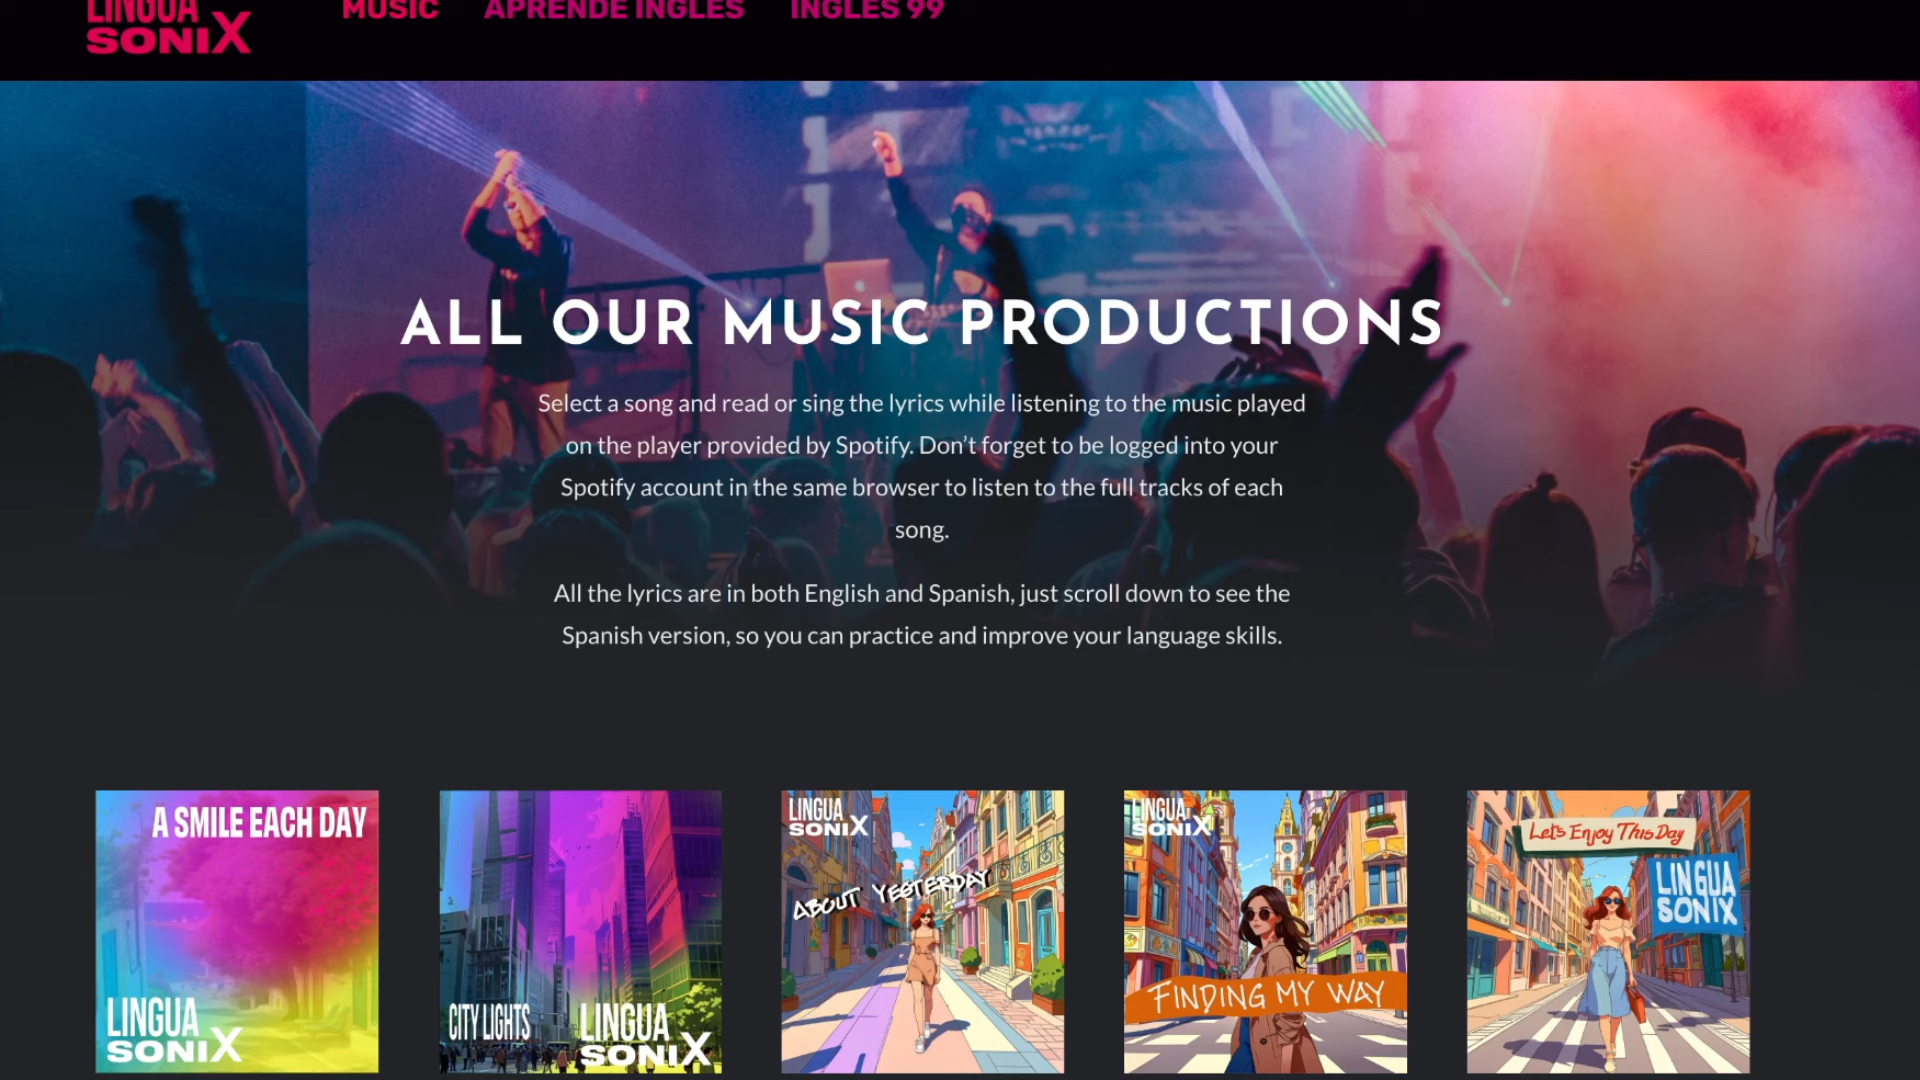 LINGUA
SONIX
MUSIC
APRENDE INGLES
INGLES 99
ALL OUR MUSIC PRODUCTIONS
Select a song and read or sing the lyrics while listening to the music played
on the player provided by Spotify. Don’t forget to be logged into your
Spotify account in the same browser to listen to the full tracks of each
song.
All the lyrics are in both English and Spanish, just scroll down to see the
Spanish version, so you can practice and improve your language skills.
A SMILE EACH DAY
LINGUA
SONIX
CITY LIGHTS
LINGUA
SONIX
LINGUA
SONIX
ABOUT YESTERDAY
LINGUA
SONIX
FINDING MY WAY
Let's Enjoy This Day
LINGUA
SONIX